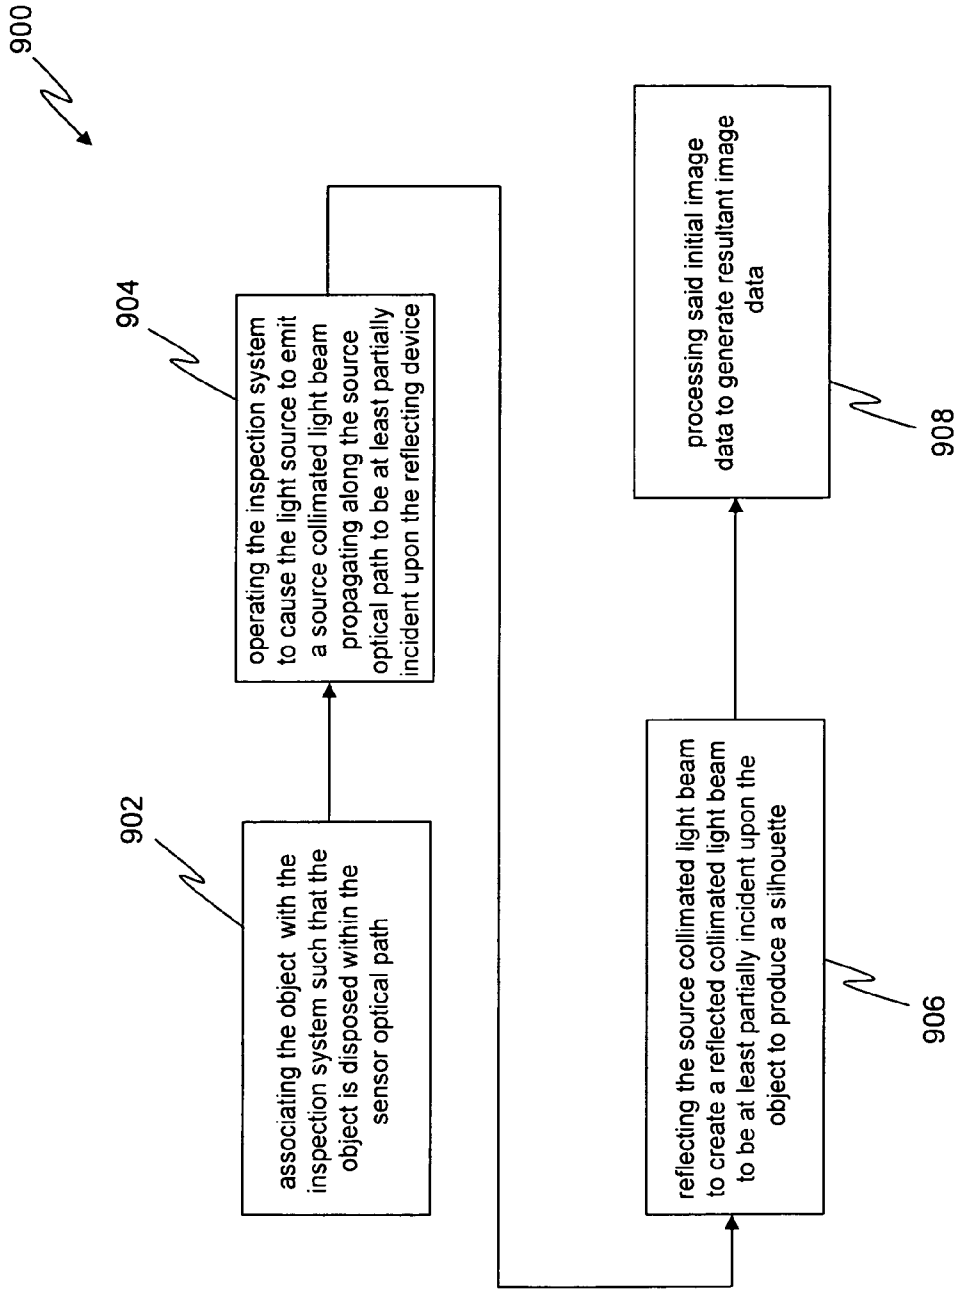 900
902
associating the object with the
inspection system such that the
object is disposed within the
sensor optical path
904
operating the inspection system
to cause the light source to emit
a source collimated light beam
propagating along the source
optical path to be at least partially
incident upon the reflecting device
906
reflecting the source collimated light beam
to create a reflected collimated light beam
to be at least partially incident upon the
object to produce a silhouette
908
processing said initial image
data to generate resultant image
data